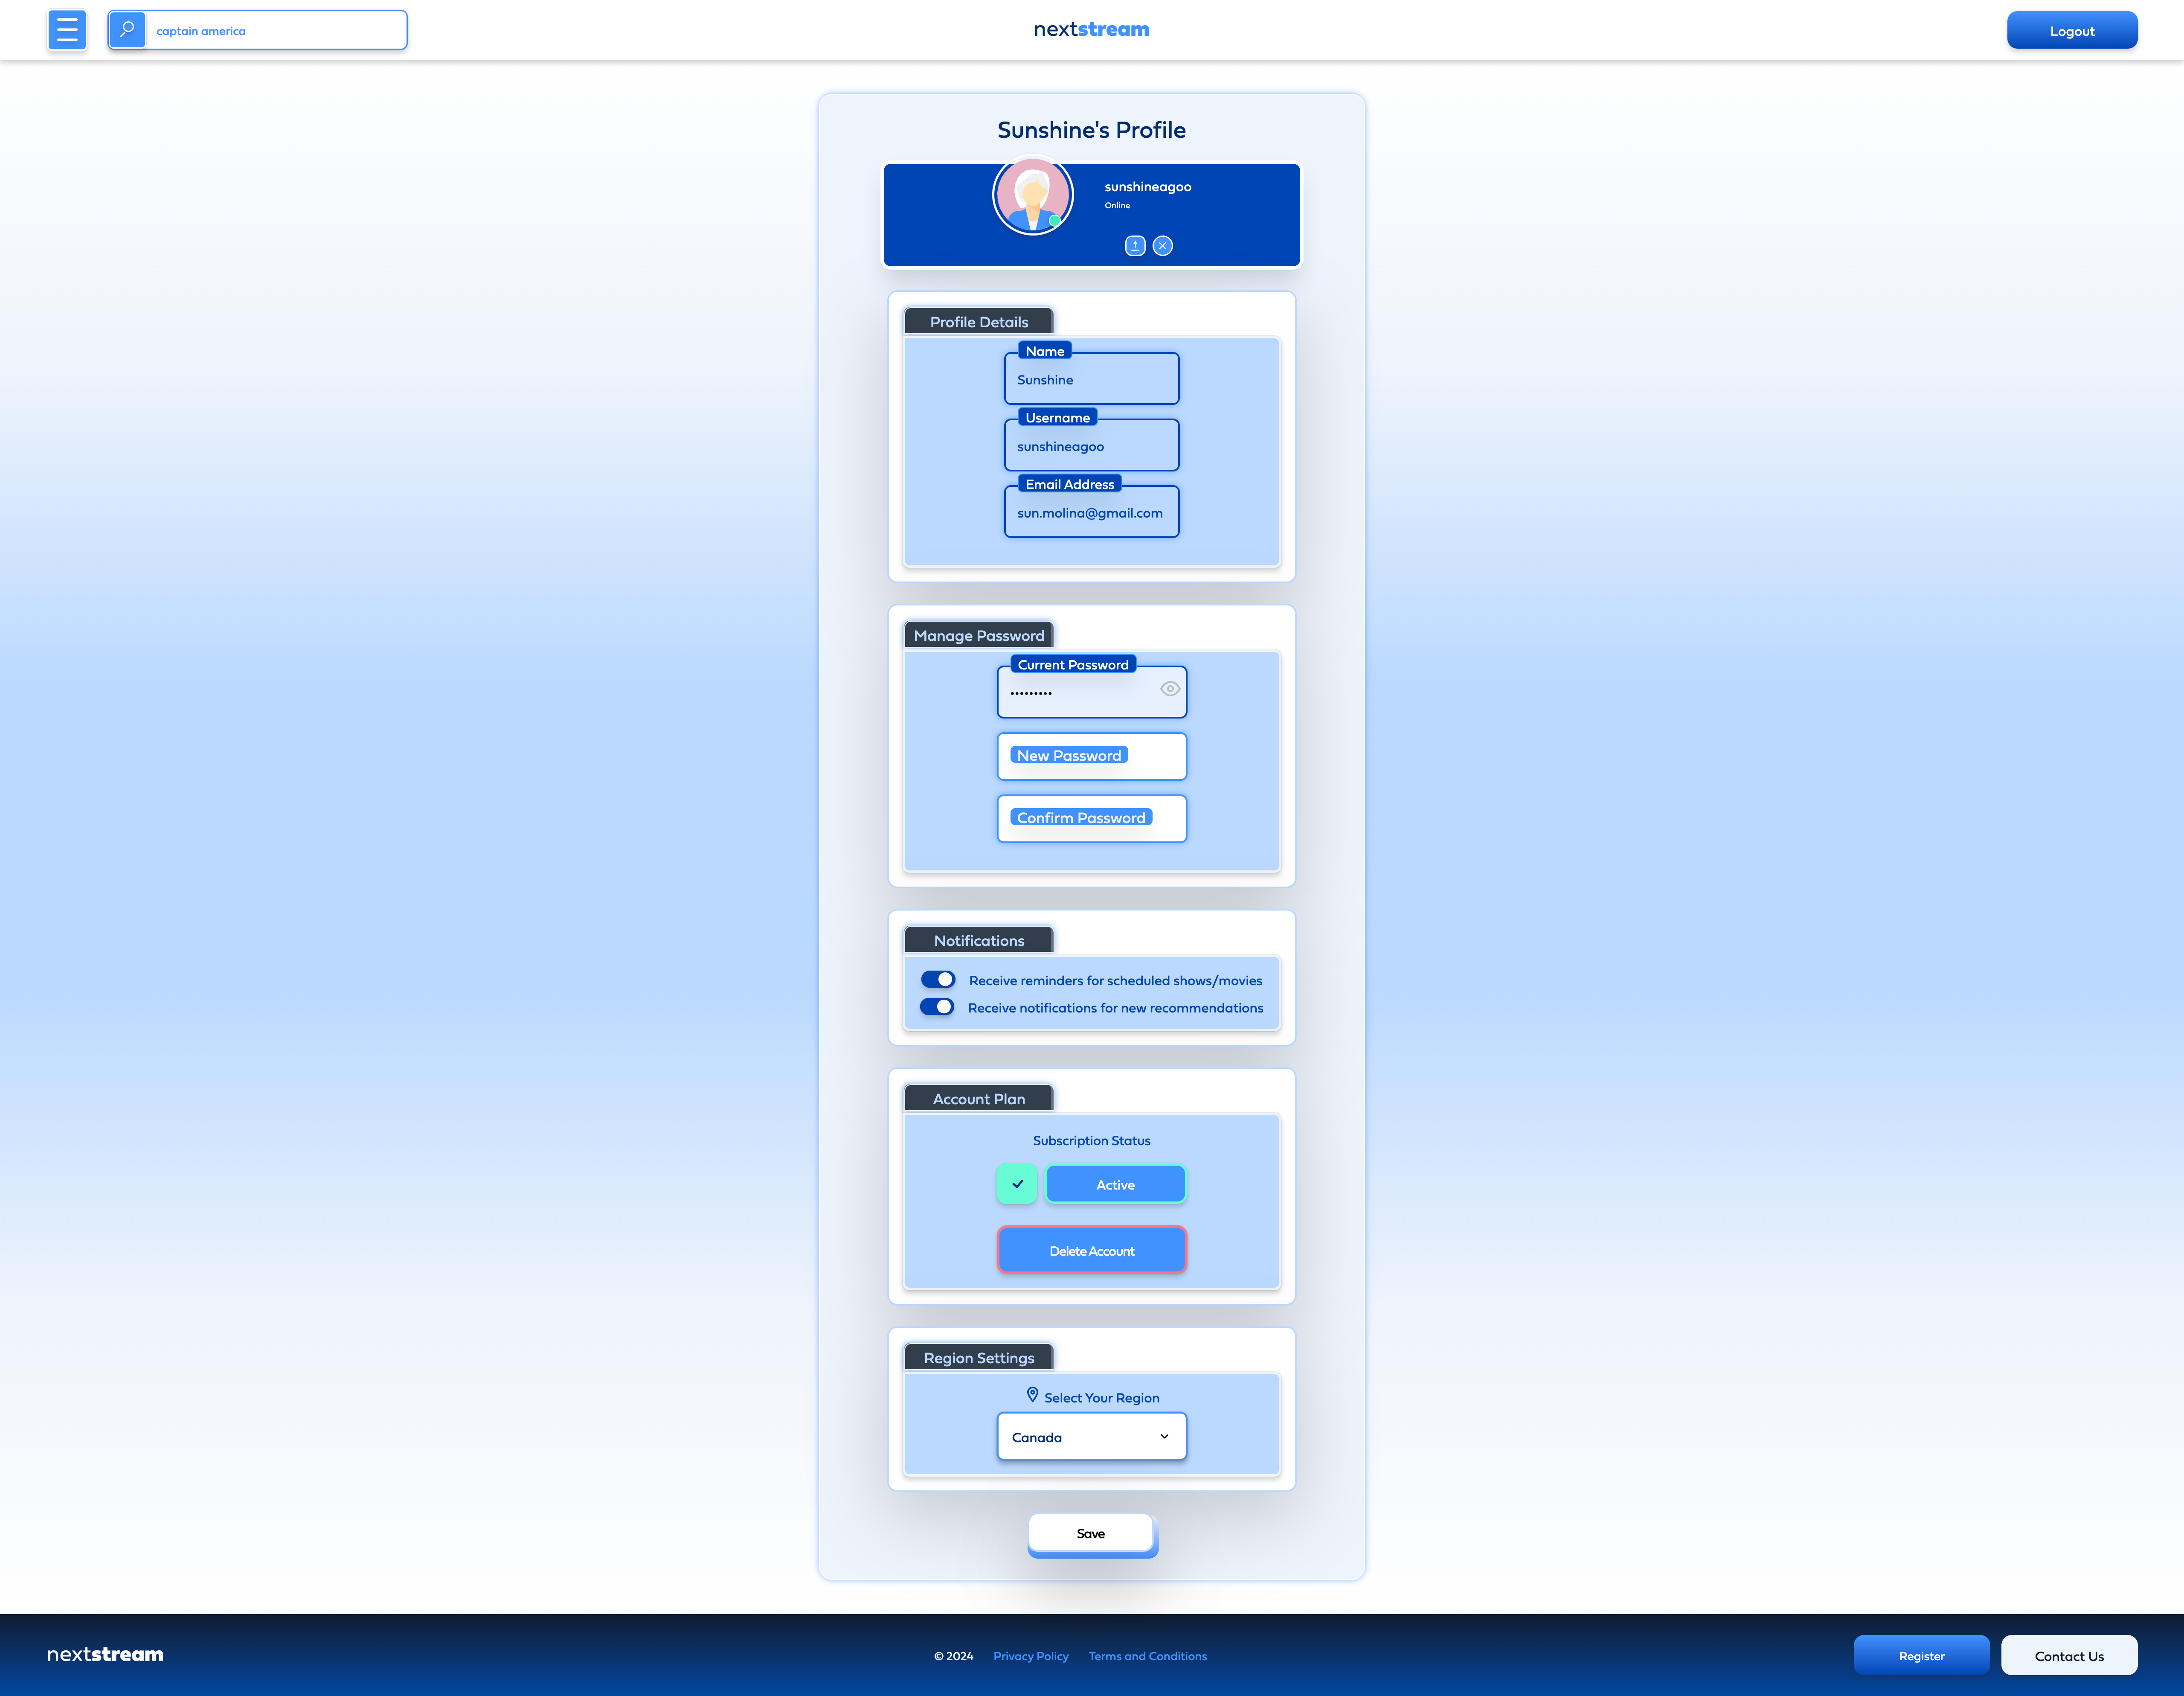 captain america
nextstream
Logout
Sunshine's Profile
sunshineagoo
Online
Profile Details
Name
Sunshine
Username
sunshineagoo
Email Address
sun.molina@gmail.com
Manage Password
Current Password
•••••••••
New Password
Confirm Password
Notifications
Receive reminders for scheduled shows/movies
Receive notifications for new recommendations
Account Plan
Subscription Status
Active
Delete Account
Region Settings
Select Your Region
Canada
Save
nextstream
© 2024 Privacy Policy Terms and Conditions
Register
Contact Us